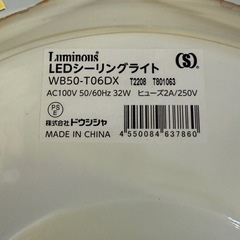 Luminous®
LEDシーリングライト
WB50-T06DX T2208 T801063
AC100V 50/60Hz 32W ヒューズ2A/250V
PSE
株式会社ドウシシャ
MADE IN CHINA
4 550084 637860
S